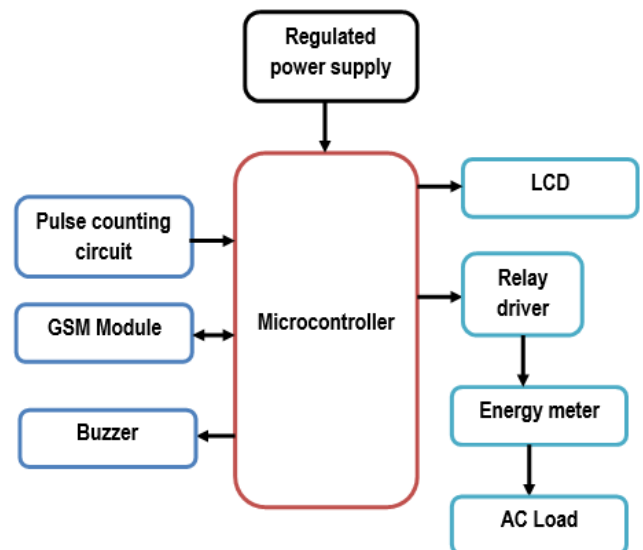 Regulated
power supply
LCD
Pulse counting
circuit
Relay
driver
GSM Module
Microcontroller
Energy meter
Buzzer
AC Load